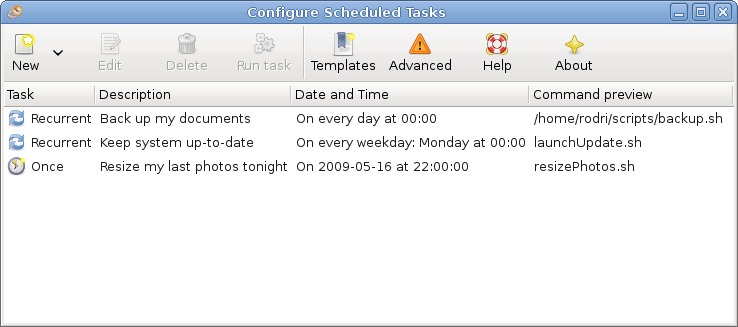 Configure Scheduled Tasks
New Edit Delete Run task Templates Advanced Help About
Task Description Date and Time Command preview
Recurrent Back up my documents On every day at 00:00 /home/rodri/scripts/backup.sh
Recurrent Keep system up-to-date On every weekday: Monday at 00:00 launchUpdate.sh
Once Resize my last photos tonight On 2009-05-16 at 22:00:00 resizePhotos.sh